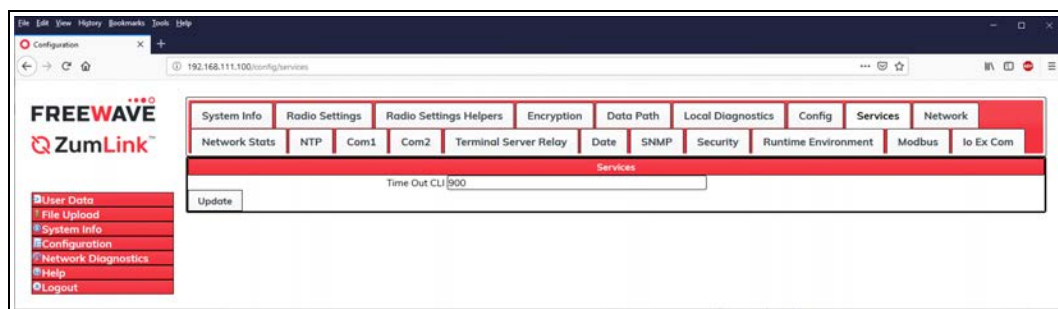 File Edit View History Bookmarks Tools Help
Configuration
192.168.111.100/config/services
FREEWAVE
ZumLink™
System Info Radio Settings Radio Settings Helpers Encryption Data Path Local Diagnostics Config Services Network
Network Stats NTP Com1 Com2 Terminal Server Relay Date SNMP Security Runtime Environment Modbus Io Ex Com
Services
Time Out CLI 900
Update
User Data
File Upload
System Info
Configuration
Network Diagnostics
Help
Logout